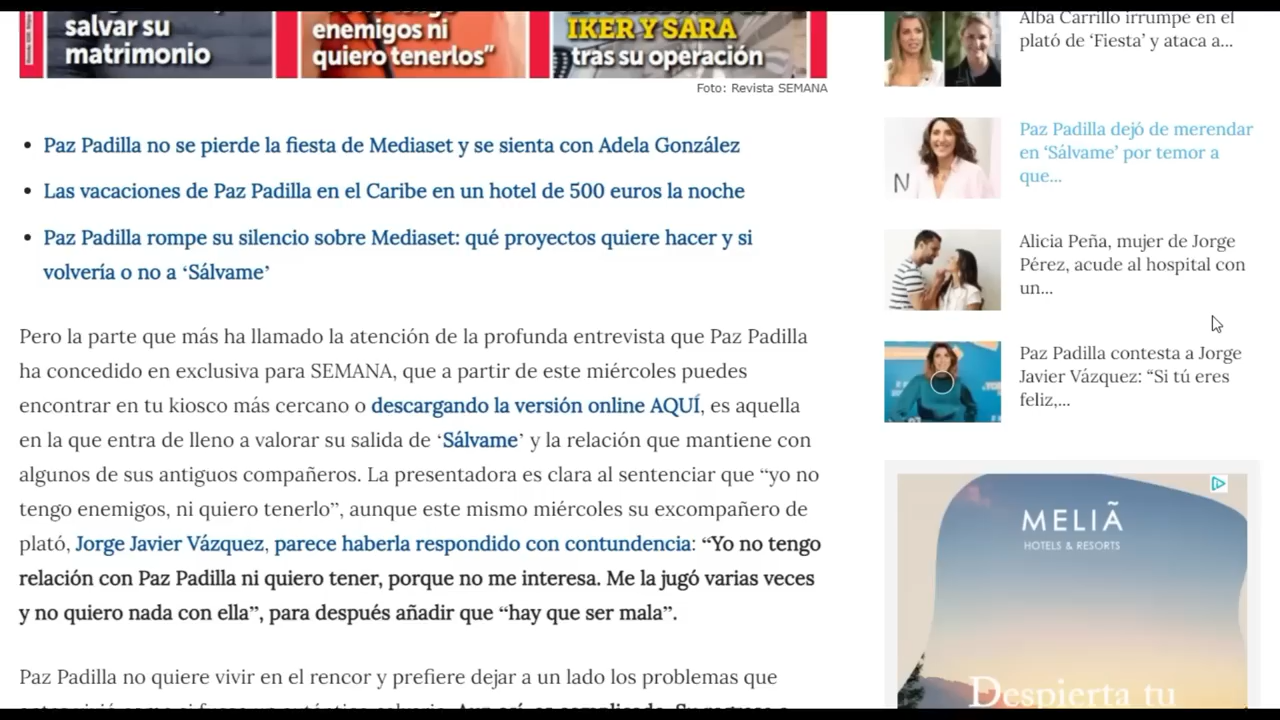 salvar su
matrimonio
enemigos ni
quiero tenerlos”
IKER Y SARA
tras su operación
Foto: Revista SEMANA
Paz Padilla no se pierde la fiesta de Mediaset y se sienta con Adela González
Las vacaciones de Paz Padilla en el Caribe en un hotel de 500 euros la noche
Paz Padilla rompe su silencio sobre Mediaset: qué proyectos quiere hacer y si
volvería o no a ‘Sálvame’
Pero la parte que más ha llamado la atención de la profunda entrevista que Paz Padilla
ha concedido en exclusiva para SEMANA, que a partir de este miércoles puedes
encontrar en tu kiosco más cercano o descargando la versión online AQUÍ, es aquella
en la que entra de lleno a valorar su salida de ‘Sálvame’ y la relación que mantiene con
algunos de sus antiguos compañeros. La presentadora es clara al sentenciar que “yo no
tengo enemigos, ni quiero tenerlo”, aunque este mismo miércoles su excompañero de
plató, Jorge Javier Vázquez, parece haberla respondido con contundencia: “Yo no tengo
relación con Paz Padilla ni quiero tener, porque no me interesa. Me la jugó varias veces
y no quiero nada con ella”, para después añadir que “hay que ser mala”.
Paz Padilla no quiere vivir en el rencor y prefiere dejar a un lado los problemas que
Alba Carrillo irrumpe en el
plató de ‘Fiesta’ y ataca a...
Paz Padilla dejó de merendar
en ‘Sálvame’ por temor a
que...
Alicia Peña, mujer de Jorge
Pérez, acude al hospital con
un...
Paz Padilla contesta a Jorge
Javier Vázquez: “Si tú eres
feliz,...
MELIÃ
HOTELS & RESORTS
Despierta tu